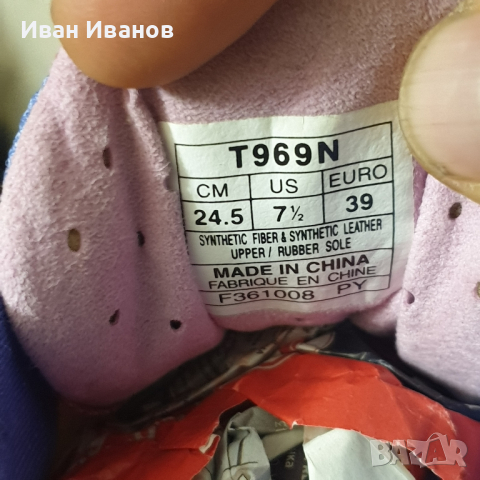 Иван Иванов
T969N
CM US EURO
24.5 7½ 39
SYNTHETIC FIBER & SYNTHETIC LEATHER
UPPER / RUBBER SOLE
MADE IN CHINA
FABRIQUE EN CHINE
F361008 PY
BAZAR